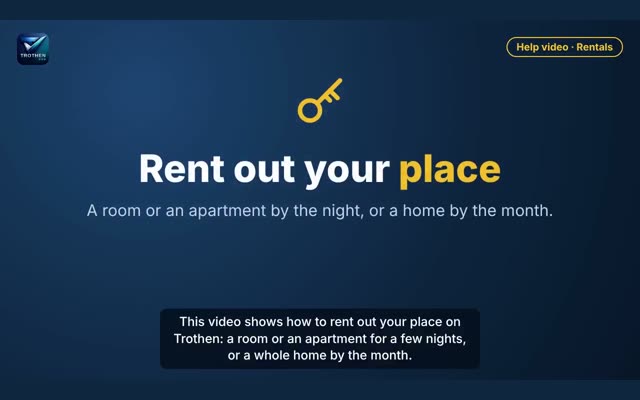 TROTHEN
Help video · Rentals
Rent out your place
A room or an apartment by the night, or a home by the month.
This video shows how to rent out your place on
Trothen: a room or an apartment for a few nights,
or a whole home by the month.